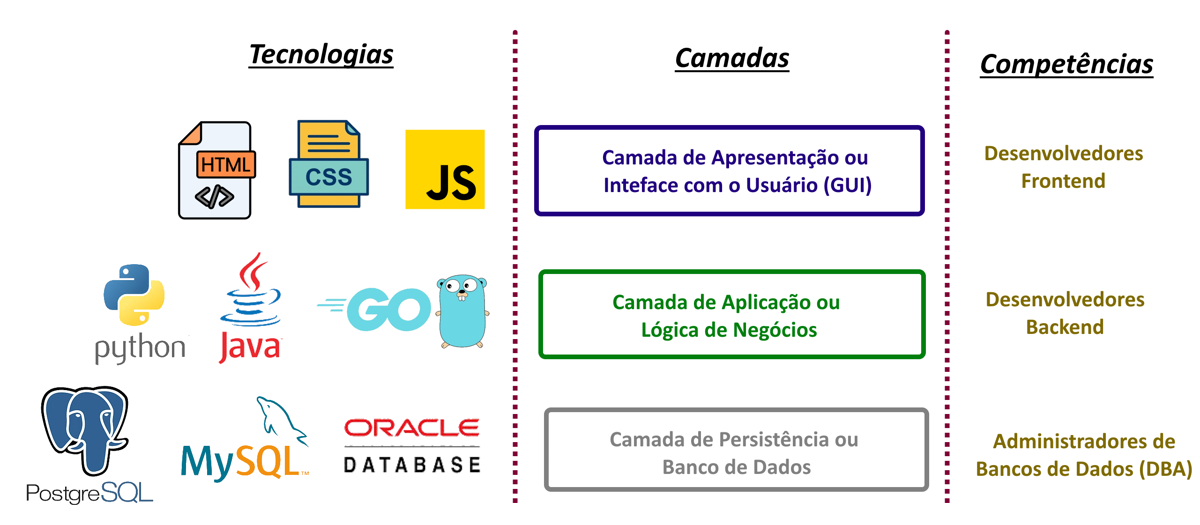 Tecnologias
Camadas
Competências
HTML
</>
CSS
JS
Camada de Apresentação ou
Inteface com o Usuário (GUI)
Desenvolvedores
Frontend
python
Java
GO
Camada de Aplicação ou
Lógica de Negócios
Desenvolvedores
Backend
PostgreSQL
MySQL™
ORACLE
DATABASE
Camada de Persistência ou
Banco de Dados
Administradores de
Bancos de Dados (DBA)